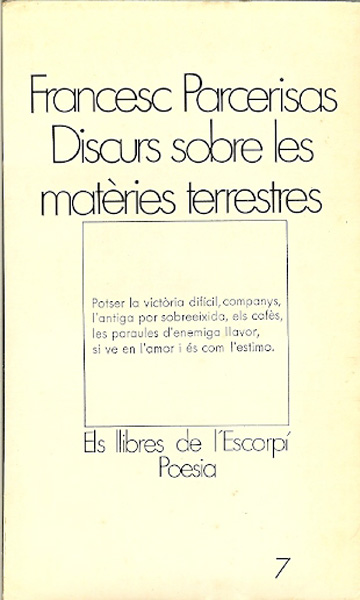 Francesc Parcerisas
Discurs sobre les
matèries terrestres
Potser la victòria difícil, companys,
l'antiga por sobreeixida, els cafès,
les paraules d'enemiga llavor,
si ve en l'amor i és com l'estimo.
Els llibres de l'Escorpí
Poesia
7